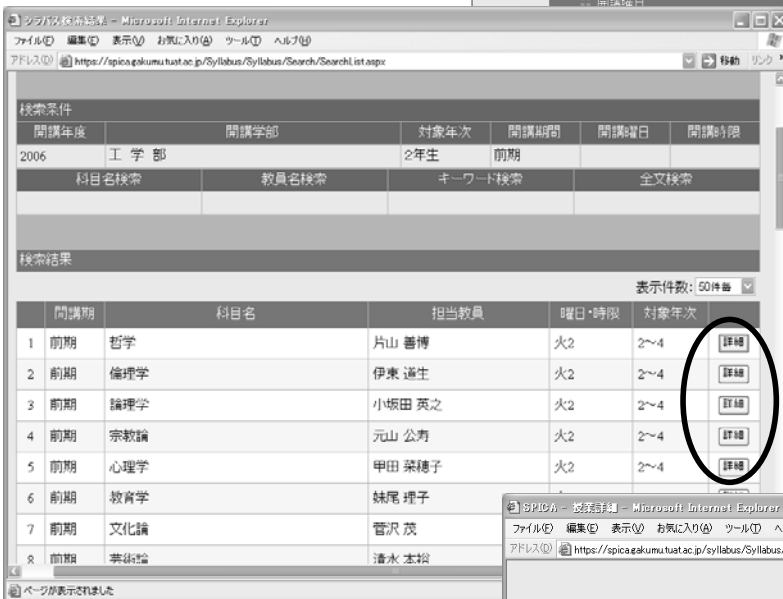 開講曜日
シラバス検索結果 - Microsoft Internet Explorer
ファイル(F) 編集(E) 表示(V) お気に入り(A) ツール(T) ヘルプ(H)
アドレス(D) https://spica.gakumu.tuat.ac.jp/Syllabus/Syllabus/Search/SearchList.aspx 移動 リンク
検索条件
開講年度 開講学部 対象年次 開講期間 開講曜日 開講時限
2006 工 学 部 2年生 前期
科目名検索 教員名検索 キーワード検索 全文検索
検索結果
表示件数: 50件毎
開講期 科目名 担当教員 曜日・時限 対象年次
1 前期 哲学 片山 善博 火2 2～4 詳細
2 前期 倫理学 伊東 道生 火2 2～4 詳細
3 前期 論理学 小坂田 英之 火2 2～4 詳細
4 前期 宗教論 元山 公寿 火2 2～4 詳細
5 前期 心理学 甲田 菜穂子 火2 2～4 詳細
6 前期 教育学 妹尾 理子
7 前期 文化論 菅沢 茂
8 前期 芸術論 清水 本裕
ページが表示されました
SPICA - 授業詳細 - Microsoft Internet Explorer
ファイル(F) 編集(E) 表示(V) お気に入り(A) ツール(T)
アドレス(D) https://spica.gakumu.tuat.ac.jp/syllabus/Syllabus.